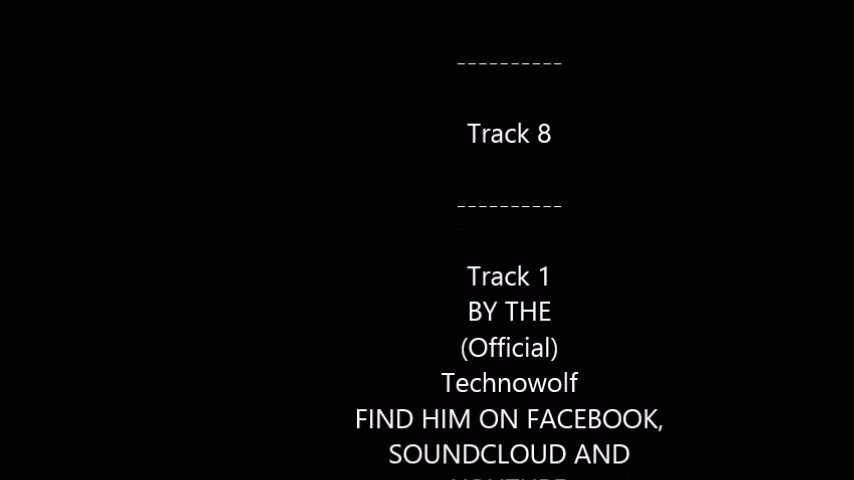 ----------
Track 8
----------
Track 1
BY THE
(Official)
Technowolf
FIND HIM ON FACEBOOK,
SOUNDCLOUD AND